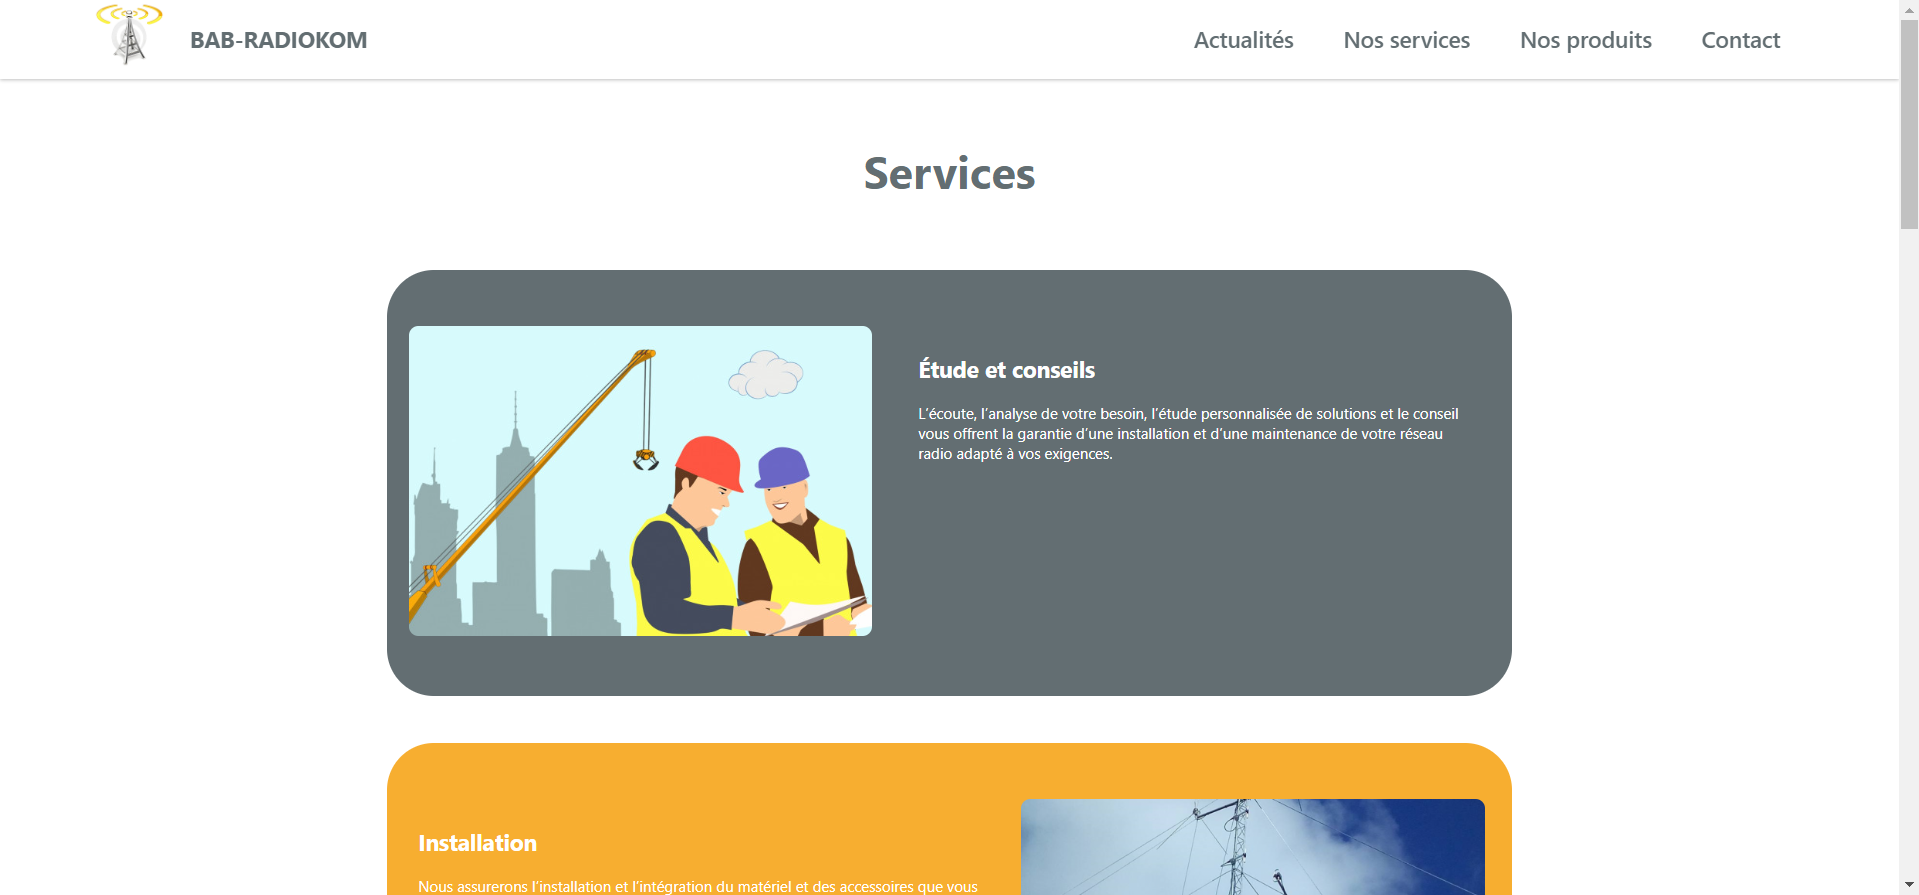 BAB-RADIOKOM
Actualités
Nos services
Nos produits
Contact
Services
Étude et conseils
L’écoute, l’analyse de votre besoin, l’étude personnalisée de solutions et le conseil
vous offrent la garantie d’une installation et d’une maintenance de votre réseau
radio adapté à vos exigences.
Installation
Nous assurerons l’installation et l’intégration du matériel et des accessoires que vous